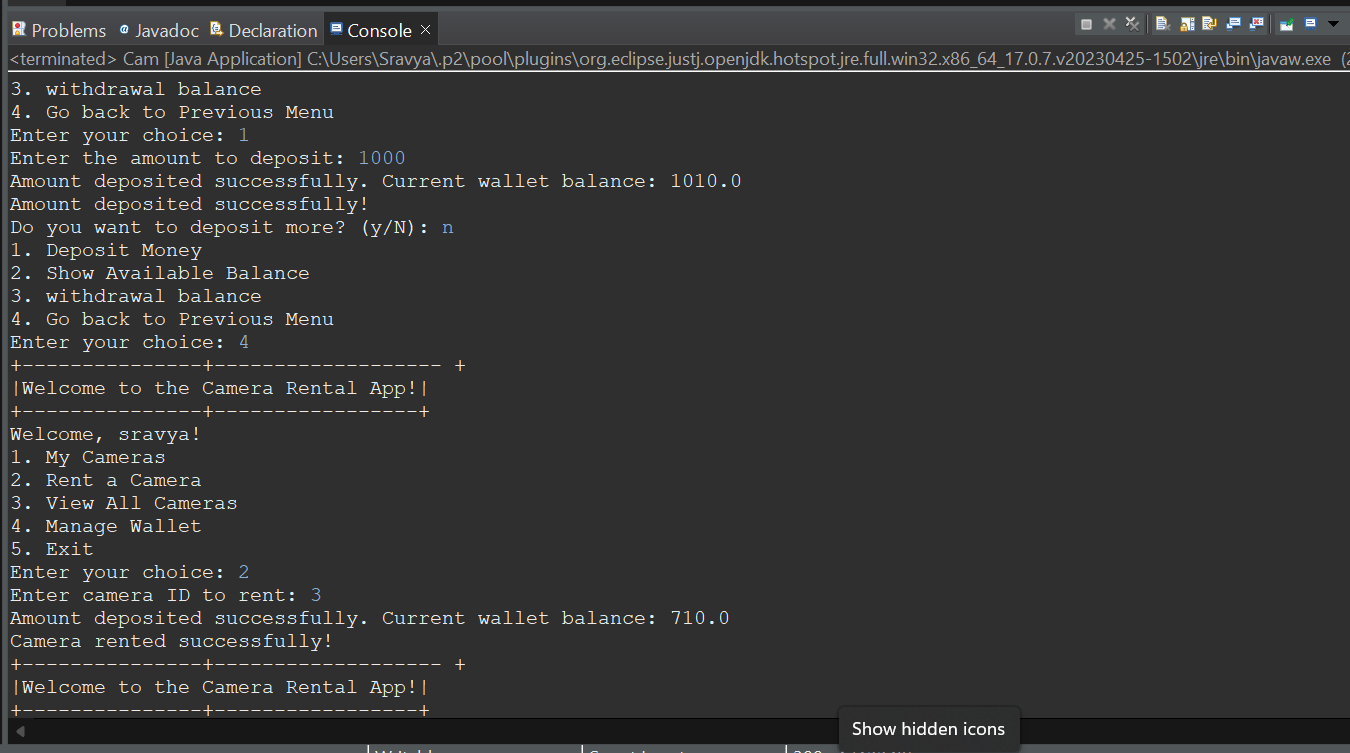 Problems Javadoc Declaration Console
<terminated> Cam [Java Application] C:\Users\Sravya\.p2\pool\plugins\org.eclipse.justj.openjdk.hotspot.jre.full.win32.x86_64_17.0.7.v20230425-1502\jre\bin\javaw.exe (2
3. withdrawal balance
4. Go back to Previous Menu
Enter your choice: 1
Enter the amount to deposit: 1000
Amount deposited successfully. Current wallet balance: 1010.0
Amount deposited successfully!
Do you want to deposit more? (y/N): n
1. Deposit Money
2. Show Available Balance
3. withdrawal balance
4. Go back to Previous Menu
Enter your choice: 4
+---------------+------------------- +
|Welcome to the Camera Rental App!|
+---------------+-----------------+
Welcome, sravya!
1. My Cameras
2. Rent a Camera
3. View All Cameras
4. Manage Wallet
5. Exit
Enter your choice: 2
Enter camera ID to rent: 3
Amount deposited successfully. Current wallet balance: 710.0
Camera rented successfully!
+---------------+------------------- +
|Welcome to the Camera Rental App!|
+---------------+-----------------+
Show hidden icons